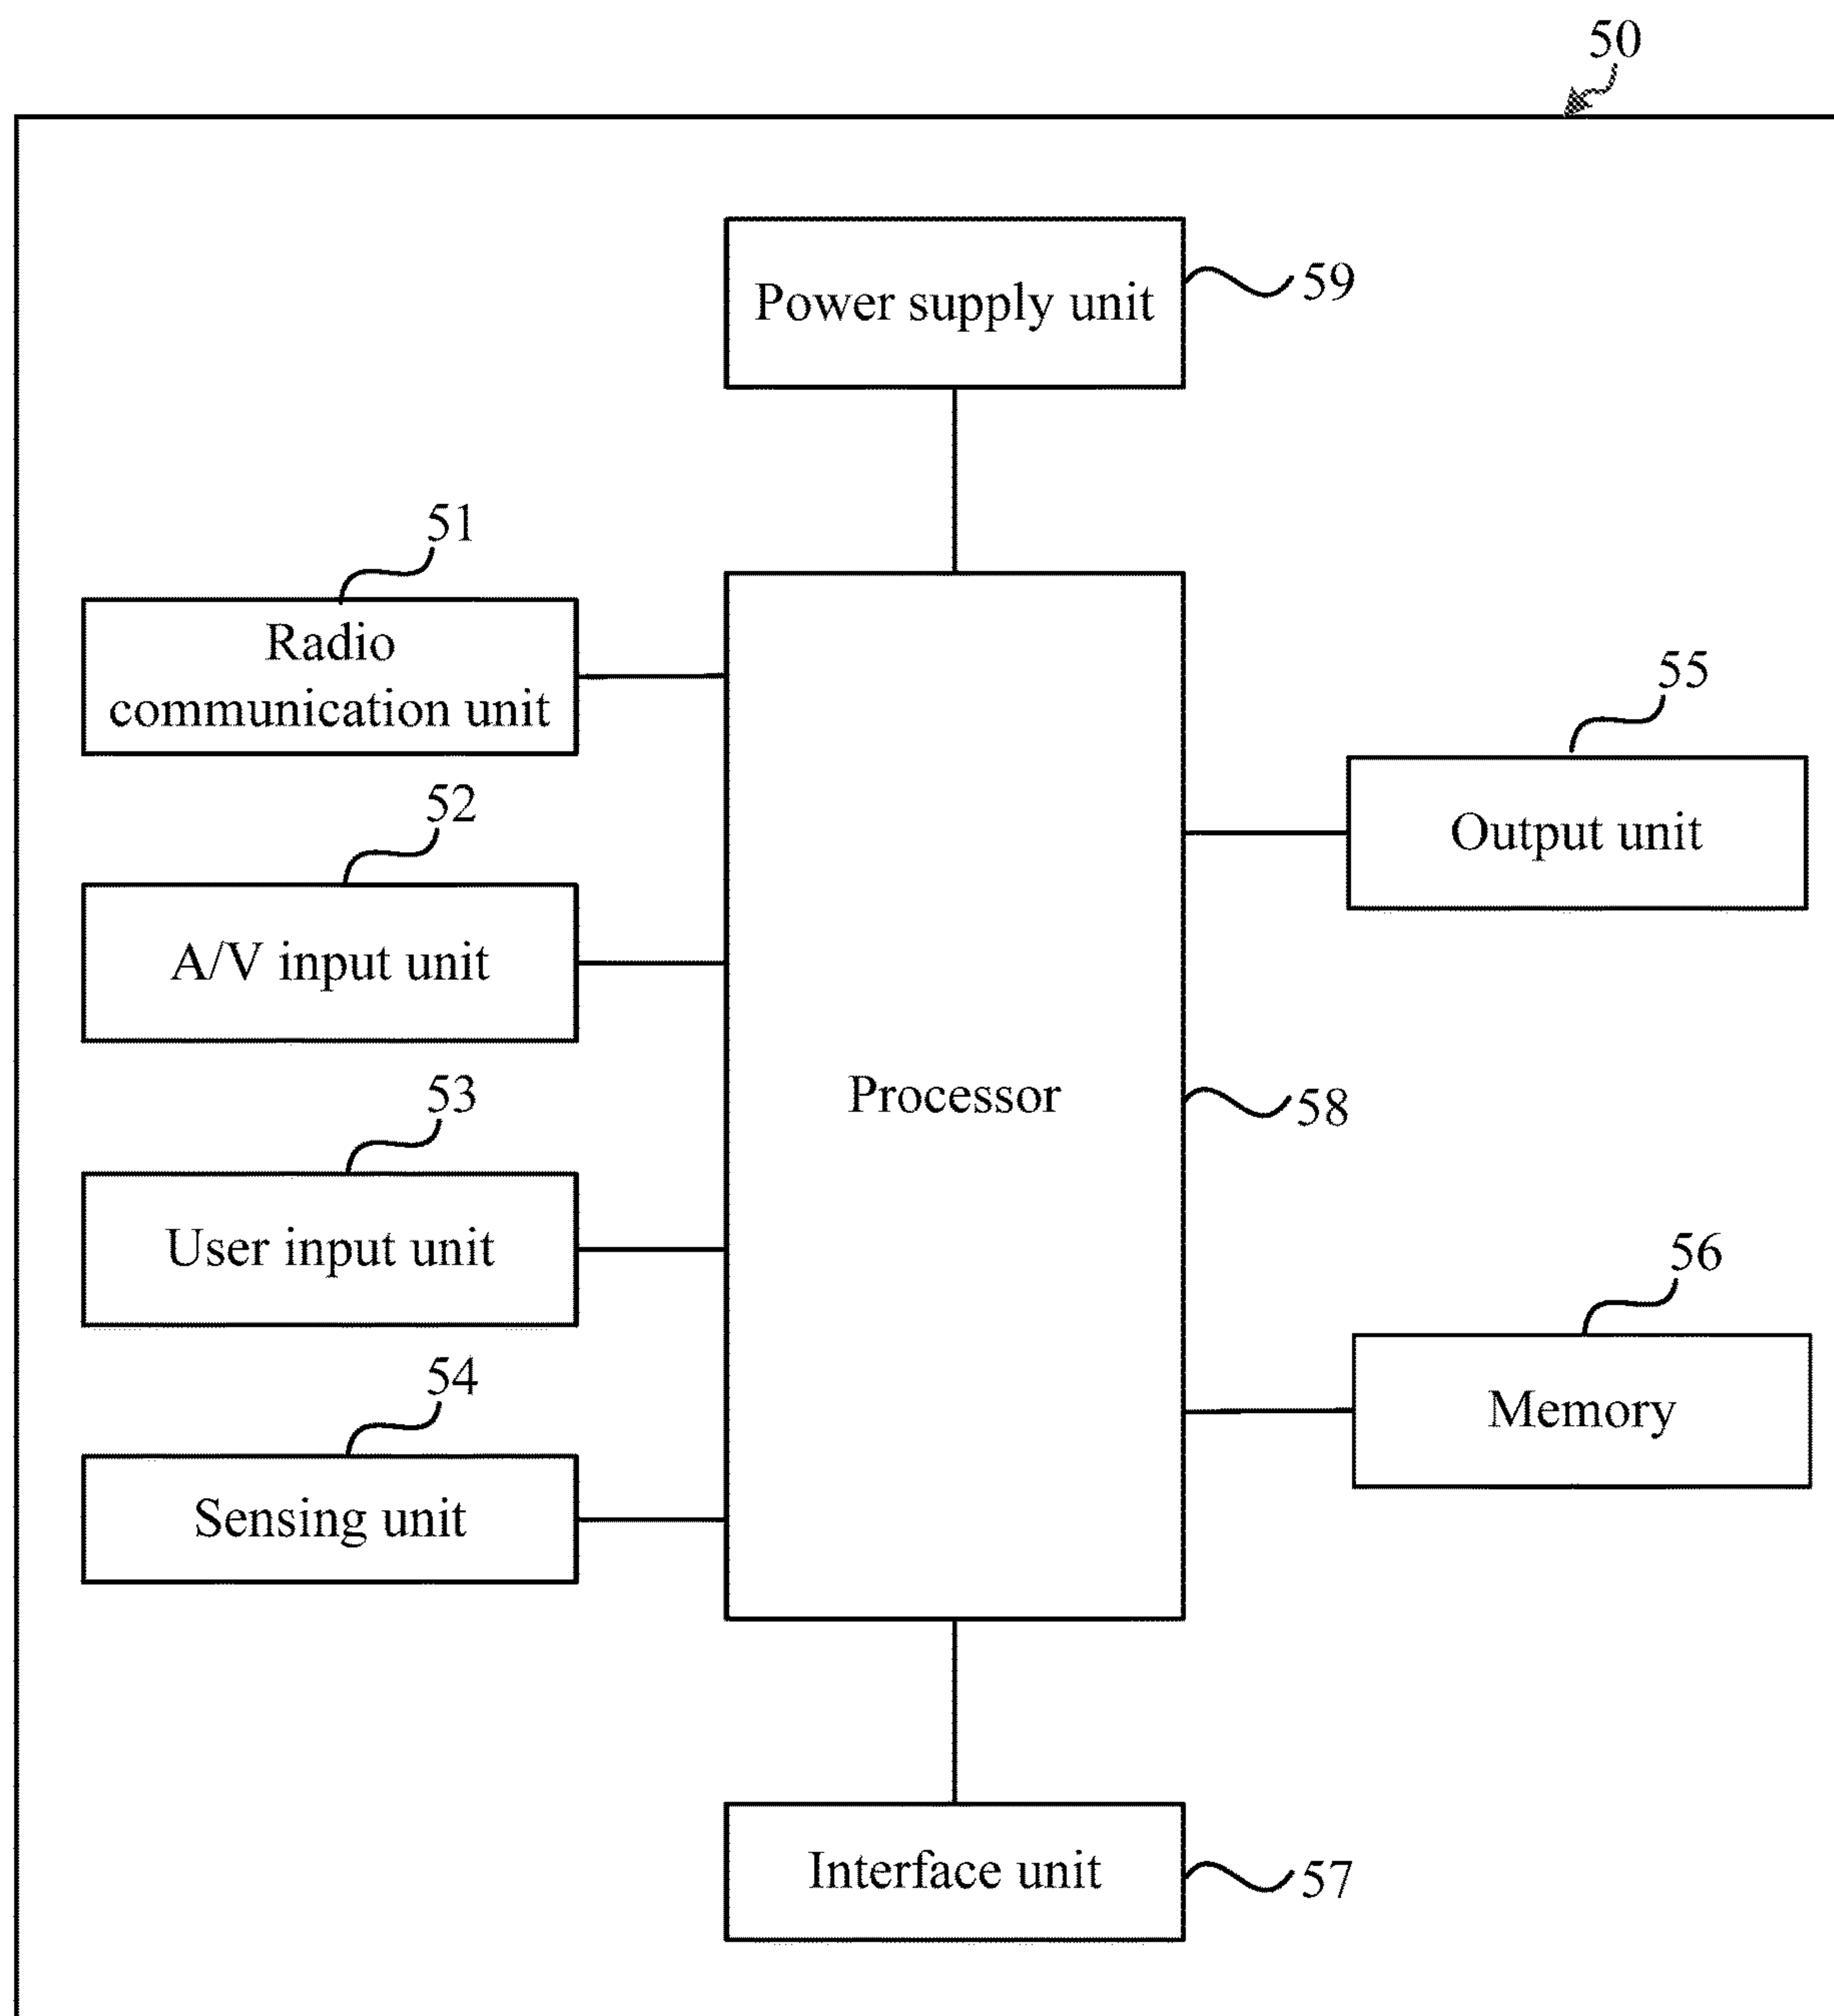 50
Power supply unit
59
51
Radio
communication unit
55
Output unit
52
A/V input unit
Processor
58
53
User input unit
56
Memory
54
Sensing unit
Interface unit
57